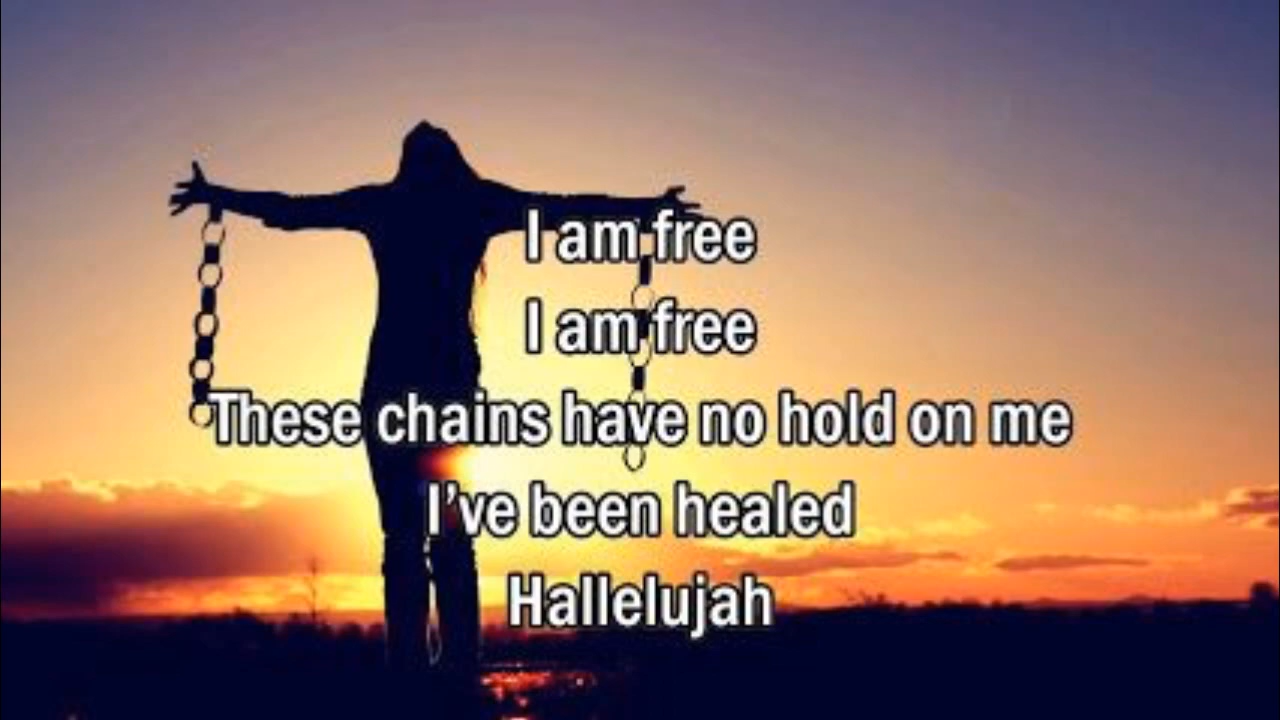 I am free
I am free
These chains have no hold on me
I've been healed
Hallelujah